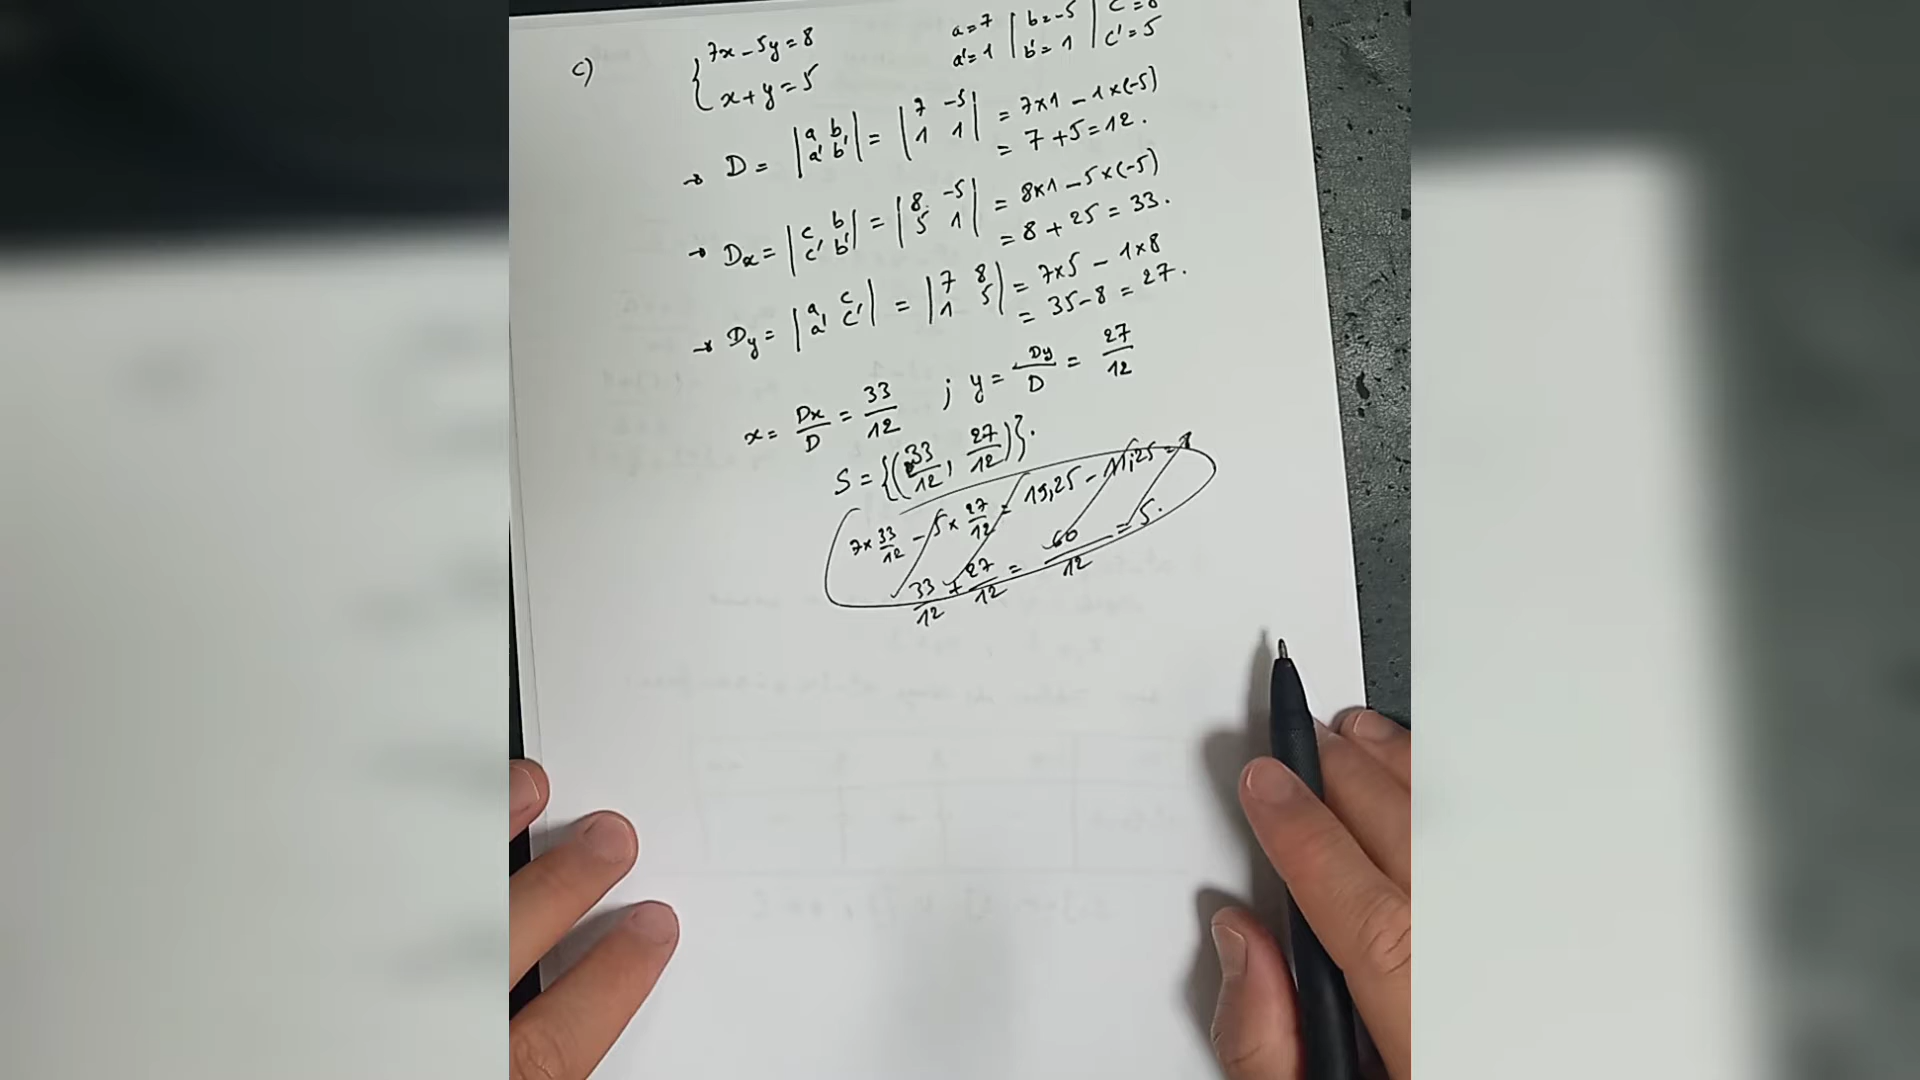 c) { 7x - 5y = 8
x + y = 5
a = 7 | b = -5 | c = 8
a' = 1 | b' = 1 | c' = 5
→ D = | a b | = | 7 -5 | = 7×1 - 1×(-5)
| a' b' | | 1 1 | = 7 + 5 = 12.
→ Dx = | c b | = | 8 -5 | = 8×1 - 5×(-5)
| c' b' | | 5 1 | = 8 + 25 = 33.
→ Dy = | a c | = | 7 8 | = 7×5 - 1×8
| a' c' | | 1 5 | = 35 - 8 = 27.
x = Dx/D = 33/12 ; y = Dy/D = 27/12
S = {(33/12, 27/12)}.
7×33/12 - 5×27/12 = 19,25 - 11,25 = 8
33/12 + 27/12 = 60/12 = 5.